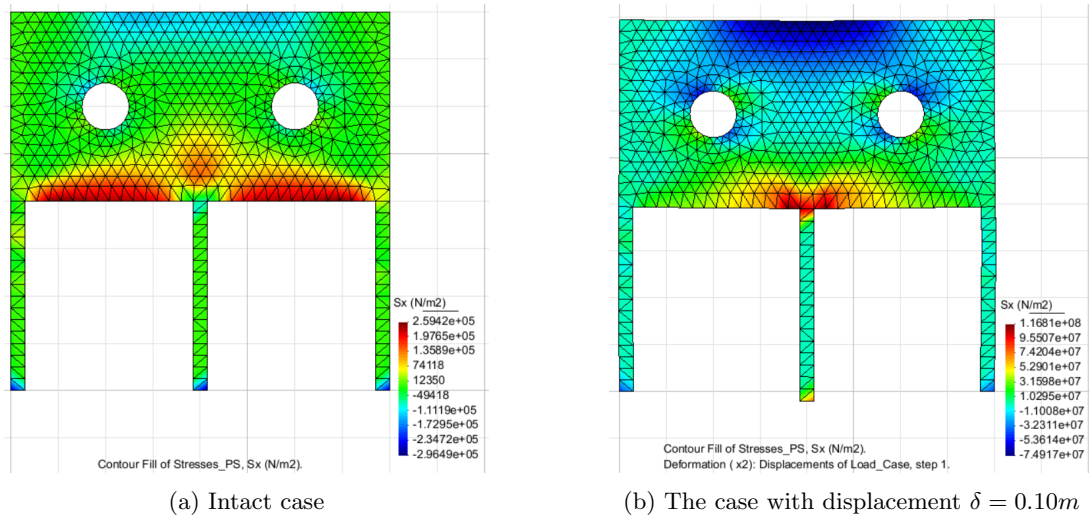 Sx (N/m2)
2.5942e+05
1.9765e+05
1.3589e+05
74118
12350
-49418
-1.1119e+05
-1.7295e+05
-2.3472e+05
-2.9649e+05
Contour Fill of Stresses_PS, Sx (N/m2).
(a) Intact case
Sx (N/m2)
1.1681e+08
9.5507e+07
7.4204e+07
5.2901e+07
3.1598e+07
1.0295e+07
-1.1008e+07
-3.2311e+07
-5.3614e+07
-7.4917e+07
Contour Fill of Stresses_PS, Sx (N/m2).
Deformation ( x2): Displacements of Load_Case, step 1.
(b) The case with displacement δ = 0.10m